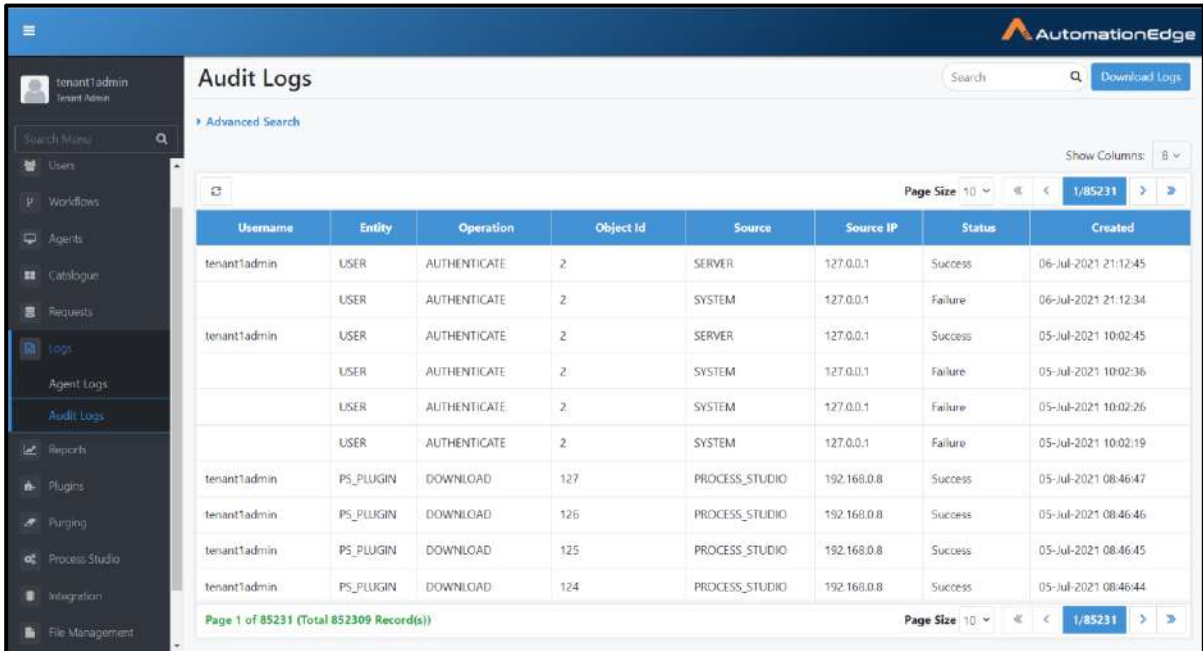 AutomationEdge
tenant1admin
Tenant Admin
Search Menu
Users
Workflows
Agents
Catalogue
Requests
Logs
Agent Logs
Audit Logs
Reports
Plugins
Purging
Process Studio
Integration
File Management
Audit Logs
Search
Download Logs
Advanced Search
Show Columns: 8
Page Size 10 « < 1/85231 > »
Username Entity Operation Object Id Source Source IP Status Created
tenant1admin USER AUTHENTICATE 2 SERVER 127.0.0.1 Success 06-Jul-2021 21:12:45
USER AUTHENTICATE 2 SYSTEM 127.0.0.1 Failure 06-Jul-2021 21:12:34
tenant1admin USER AUTHENTICATE 2 SERVER 127.0.0.1 Success 05-Jul-2021 10:02:45
USER AUTHENTICATE 2 SYSTEM 127.0.0.1 Failure 05-Jul-2021 10:02:36
USER AUTHENTICATE 2 SYSTEM 127.0.0.1 Failure 05-Jul-2021 10:02:26
USER AUTHENTICATE 2 SYSTEM 127.0.0.1 Failure 05-Jul-2021 10:02:19
tenant1admin PS_PLUGIN DOWNLOAD 127 PROCESS_STUDIO 192.168.0.8 Success 05-Jul-2021 08:46:47
tenant1admin PS_PLUGIN DOWNLOAD 126 PROCESS_STUDIO 192.168.0.8 Success 05-Jul-2021 08:46:46
tenant1admin PS_PLUGIN DOWNLOAD 125 PROCESS_STUDIO 192.168.0.8 Success 05-Jul-2021 08:46:45
tenant1admin PS_PLUGIN DOWNLOAD 124 PROCESS_STUDIO 192.168.0.8 Success 05-Jul-2021 08:46:44
Page 1 of 85231 (Total 852309 Record(s)) Page Size 10 « < 1/85231 > »